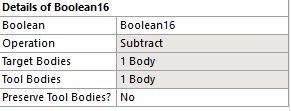 Details of Boolean16
Boolean Boolean16
Operation Subtract
Target Bodies 1 Body
Tool Bodies 1 Body
Preserve Tool Bodies? No